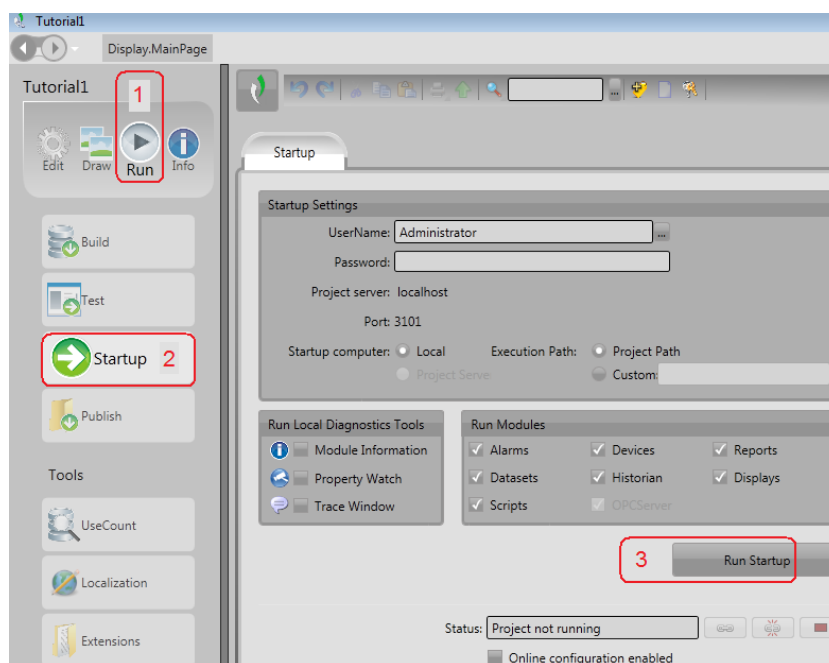 Tutorial1
Display.MainPage
Tutorial1
1
Edit Draw Run Info
Build
Test
Startup 2
Publish
Tools
UseCount
Localization
Extensions
...
Startup
Startup Settings
UserName: Administrator ...
Password:
Project server: localhost
Port: 3101
Startup computer: Local Execution Path: Project Path
Project Serve Custom:
Run Local Diagnostics Tools
Module Information
Property Watch
Trace Window
Run Modules
Alarms Devices Reports
Datasets Historian Displays
Scripts OPCServer
3 Run Startup
Status: Project not running
Online configuration enabled